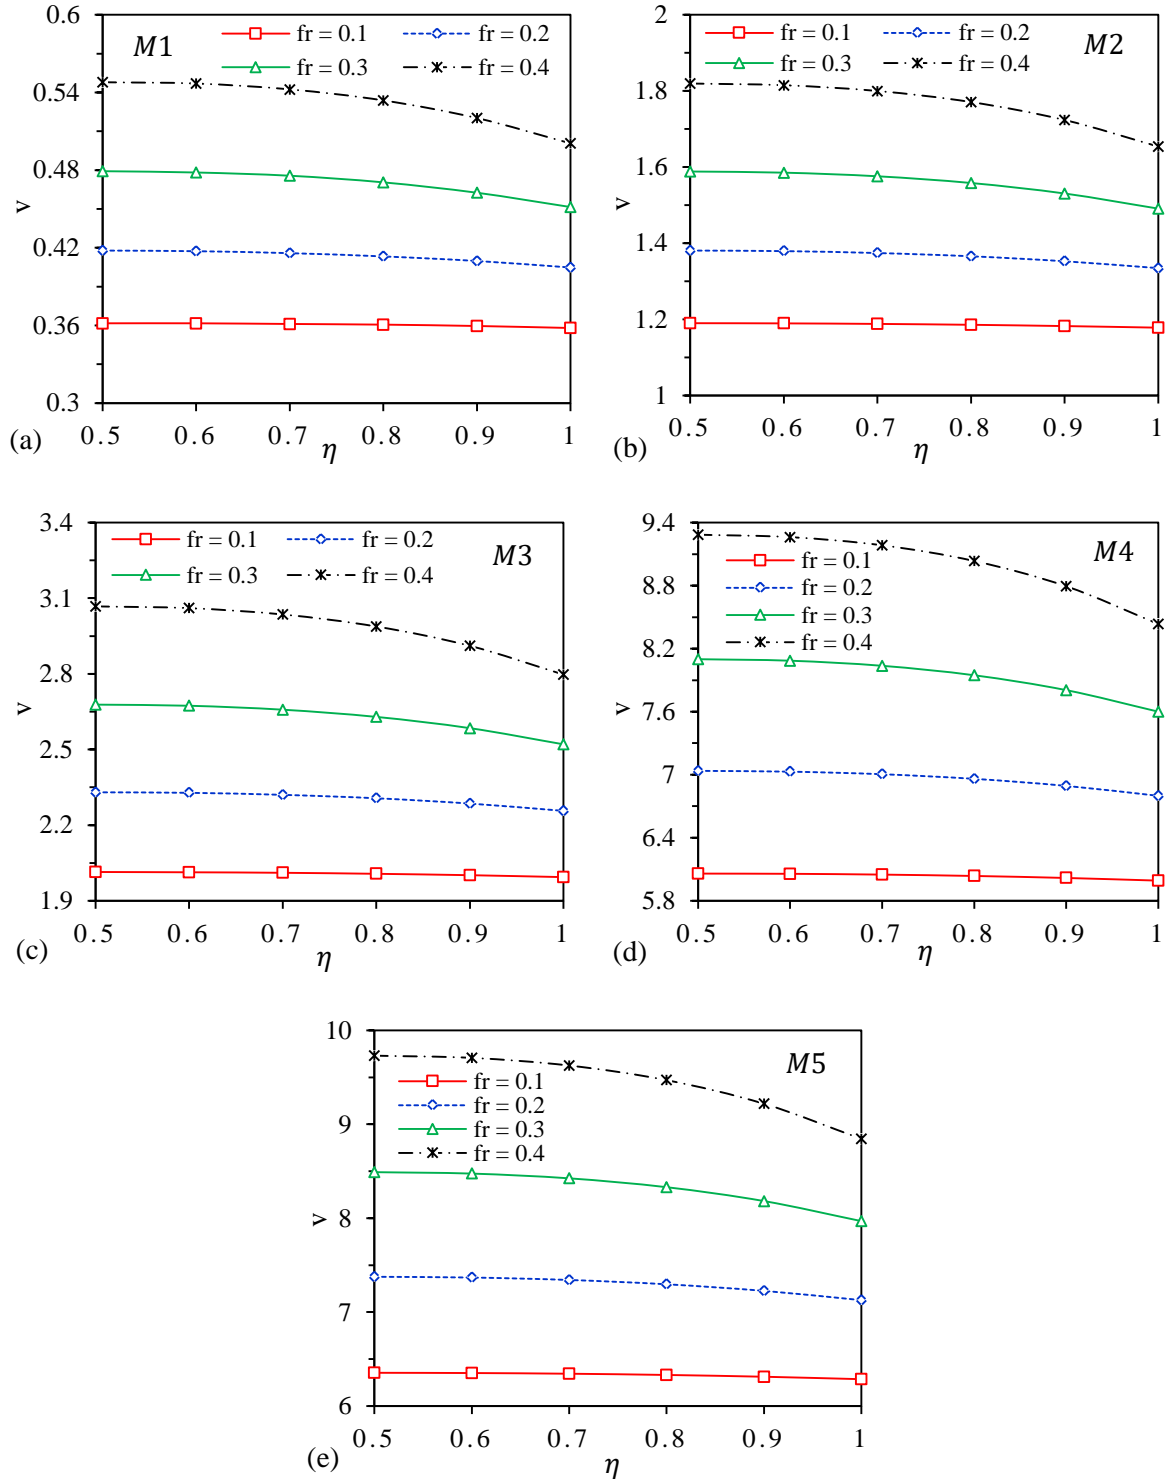 0.6
0.54
0.48
0.42
0.36
0.3
v
M1
fr = 0.1
fr = 0.2
fr = 0.3
fr = 0.4
0.5 0.6 0.7 0.8 0.9 1
η
(a)
2
1.8
1.6
1.4
1.2
1
v
fr = 0.1
fr = 0.2
fr = 0.3
fr = 0.4
M2
0.5 0.6 0.7 0.8 0.9 1
η
(b)
3.4
3.1
2.8
2.5
2.2
1.9
v
fr = 0.1
fr = 0.2
fr = 0.3
fr = 0.4
M3
0.5 0.6 0.7 0.8 0.9 1
η
(c)
9.4
8.8
8.2
7.6
7
6.4
5.8
v
M4
fr = 0.1
fr = 0.2
fr = 0.3
fr = 0.4
0.5 0.6 0.7 0.8 0.9 1
η
(d)
10
9
8
7
6
v
M5
fr = 0.1
fr = 0.2
fr = 0.3
fr = 0.4
0.5 0.6 0.7 0.8 0.9 1
η
(e)